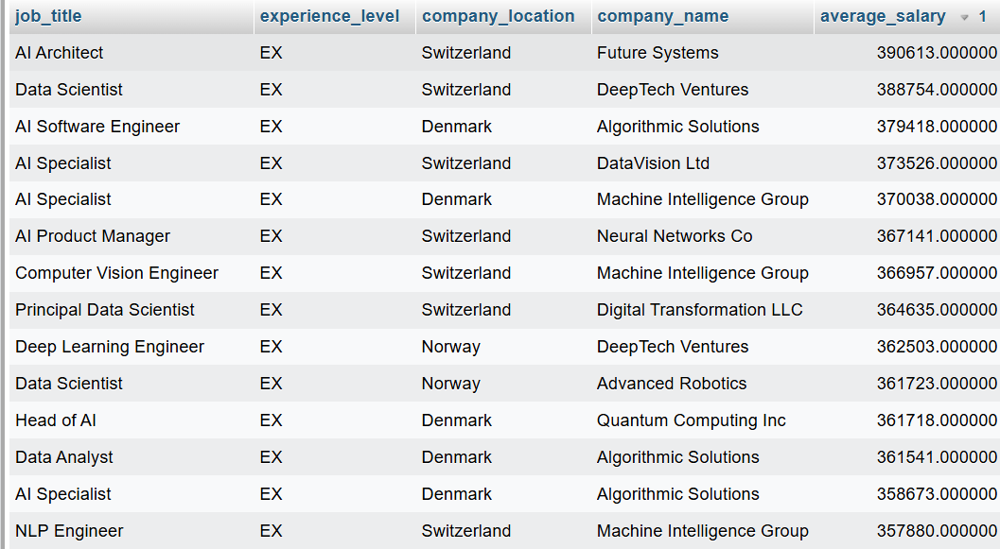 job_title experience_level company_location company_name average_salary 1
AI Architect EX Switzerland Future Systems 390613.000000
Data Scientist EX Switzerland DeepTech Ventures 388754.000000
AI Software Engineer EX Denmark Algorithmic Solutions 379418.000000
AI Specialist EX Switzerland DataVision Ltd 373526.000000
AI Specialist EX Denmark Machine Intelligence Group 370038.000000
AI Product Manager EX Switzerland Neural Networks Co 367141.000000
Computer Vision Engineer EX Switzerland Machine Intelligence Group 366957.000000
Principal Data Scientist EX Switzerland Digital Transformation LLC 364635.000000
Deep Learning Engineer EX Norway DeepTech Ventures 362503.000000
Data Scientist EX Norway Advanced Robotics 361723.000000
Head of AI EX Denmark Quantum Computing Inc 361718.000000
Data Analyst EX Denmark Algorithmic Solutions 361541.000000
AI Specialist EX Denmark Algorithmic Solutions 358673.000000
NLP Engineer EX Switzerland Machine Intelligence Group 357880.000000